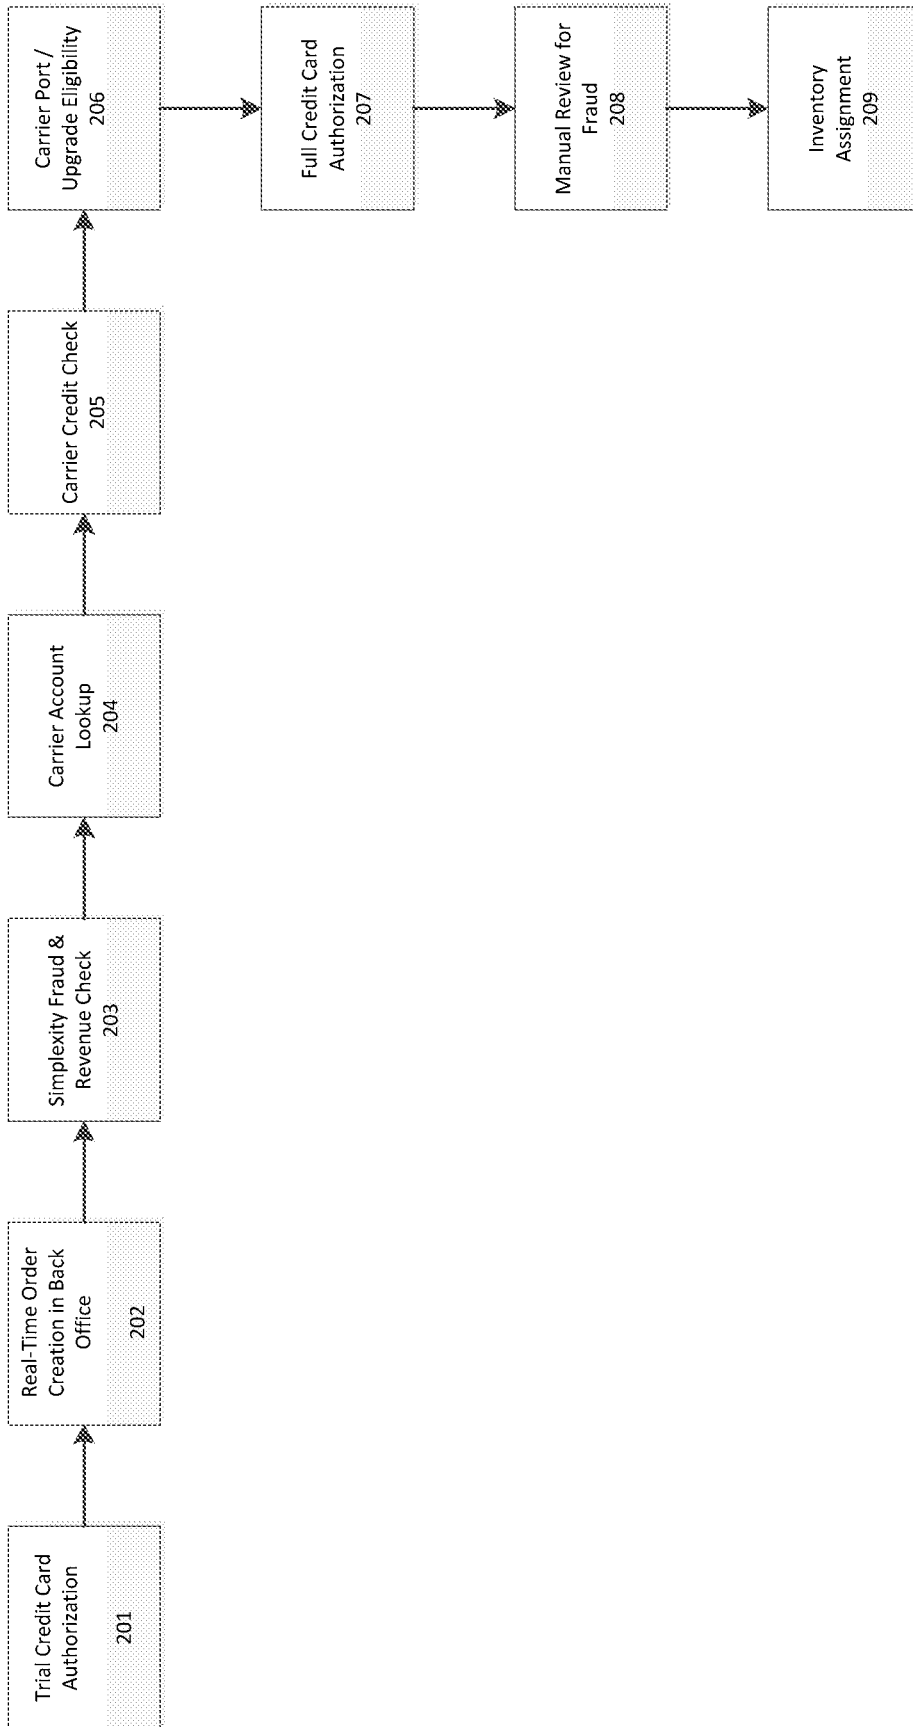 Trial Credit Card
Authorization
201
Real-Time Order
Creation in Back
Office
202
Simplexity Fraud &
Revenue Check
203
Carrier Account
Lookup
204
Carrier Credit Check
205
Carrier Port /
Upgrade Eligibility
206
Full Credit Card
Authorization
207
Manual Review for
Fraud
208
Inventory
Assignment
209